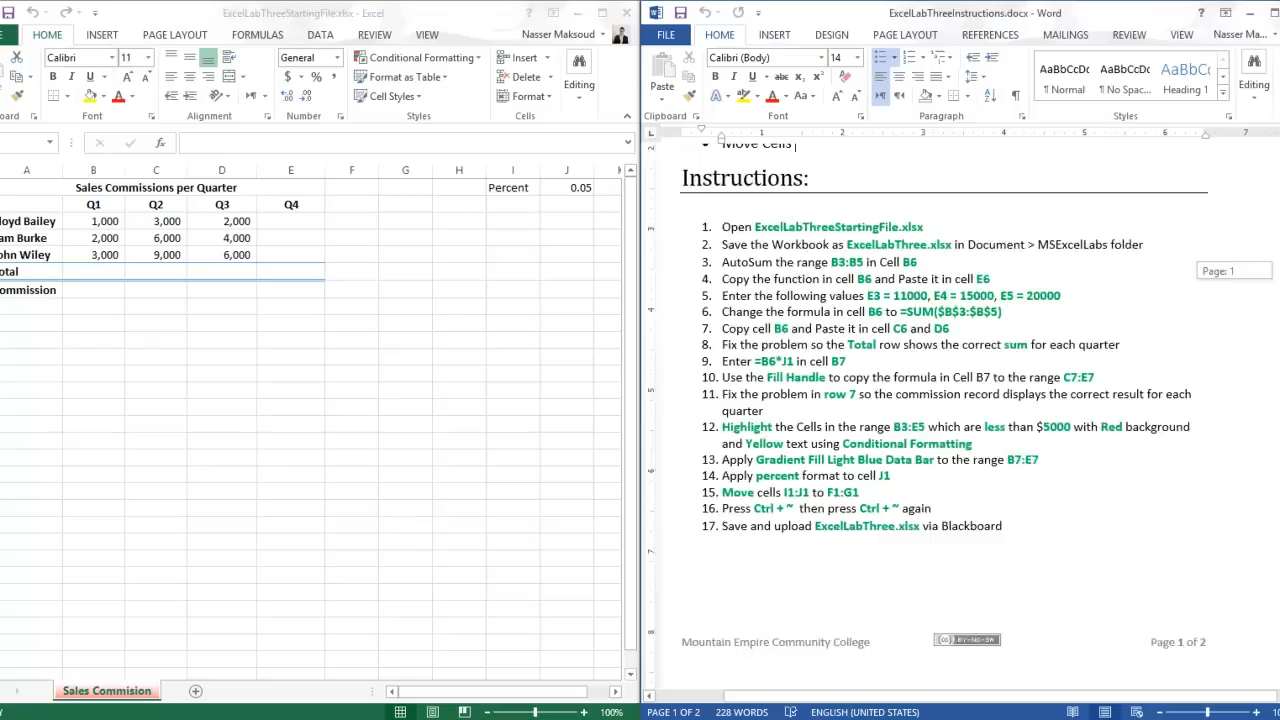 ExcelLabThreeStartingFile.xlsx - Excel
HOME INSERT PAGE LAYOUT FORMULAS DATA REVIEW VIEW Nasser Maksoud
Calibri 11 General Conditional Formatting Insert
Format as Table Delete Editing
Cell Styles Format
Font Alignment Number Styles Cells
A B C D E F G H I J
Sales Commissions per Quarter Percent 0.05
Q1 Q2 Q3 Q4
loyd Bailey 1,000 3,000 2,000
am Burke 2,000 6,000 4,000
ohn Wiley 3,000 9,000 6,000
otal
ommission
Sales Commision
100%
ExcelLabThreeInstructions.docx - Word
FILE HOME INSERT DESIGN PAGE LAYOUT REFERENCES MAILINGS REVIEW VIEW Nasser Ma...
Calibri (Body) 14 AaBbCcDc AaBbCcDc AaBbCc
Paste ¶ Normal ¶ No Spac... Heading 1 Editing
Clipboard Font Paragraph Styles
1 2 3 4 5 6 7
• Move Cells
Instructions:
1. Open ExcelLabThreeStartingFile.xlsx
2. Save the Workbook as ExcelLabThree.xlsx in Document > MSExcelLabs folder
3. AutoSum the range B3:B5 in Cell B6
4. Copy the function in cell B6 and Paste it in cell E6
5. Enter the following values E3 = 11000, E4 = 15000, E5 = 20000
6. Change the formula in cell B6 to =SUM($B$3:$B$5)
7. Copy cell B6 and Paste it in cell C6 and D6
8. Fix the problem so the Total row shows the correct sum for each quarter
9. Enter =B6*J1 in cell B7
10. Use the Fill Handle to copy the formula in Cell B7 to the range C7:E7
11. Fix the problem in row 7 so the commission record displays the correct result for each
quarter
12. Highlight the Cells in the range B3:E5 which are less than $5000 with Red background
and Yellow text using Conditional Formatting
13. Apply Gradient Fill Light Blue Data Bar to the range B7:E7
14. Apply percent format to cell J1
15. Move cells I1:J1 to F1:G1
16. Press Ctrl + ~ then press Ctrl + ~ again
17. Save and upload ExcelLabThree.xlsx via Blackboard
Page: 1
Mountain Empire Community College BY-NC-SA Page 1 of 2
PAGE 1 OF 2 228 WORDS ENGLISH (UNITED STATES)